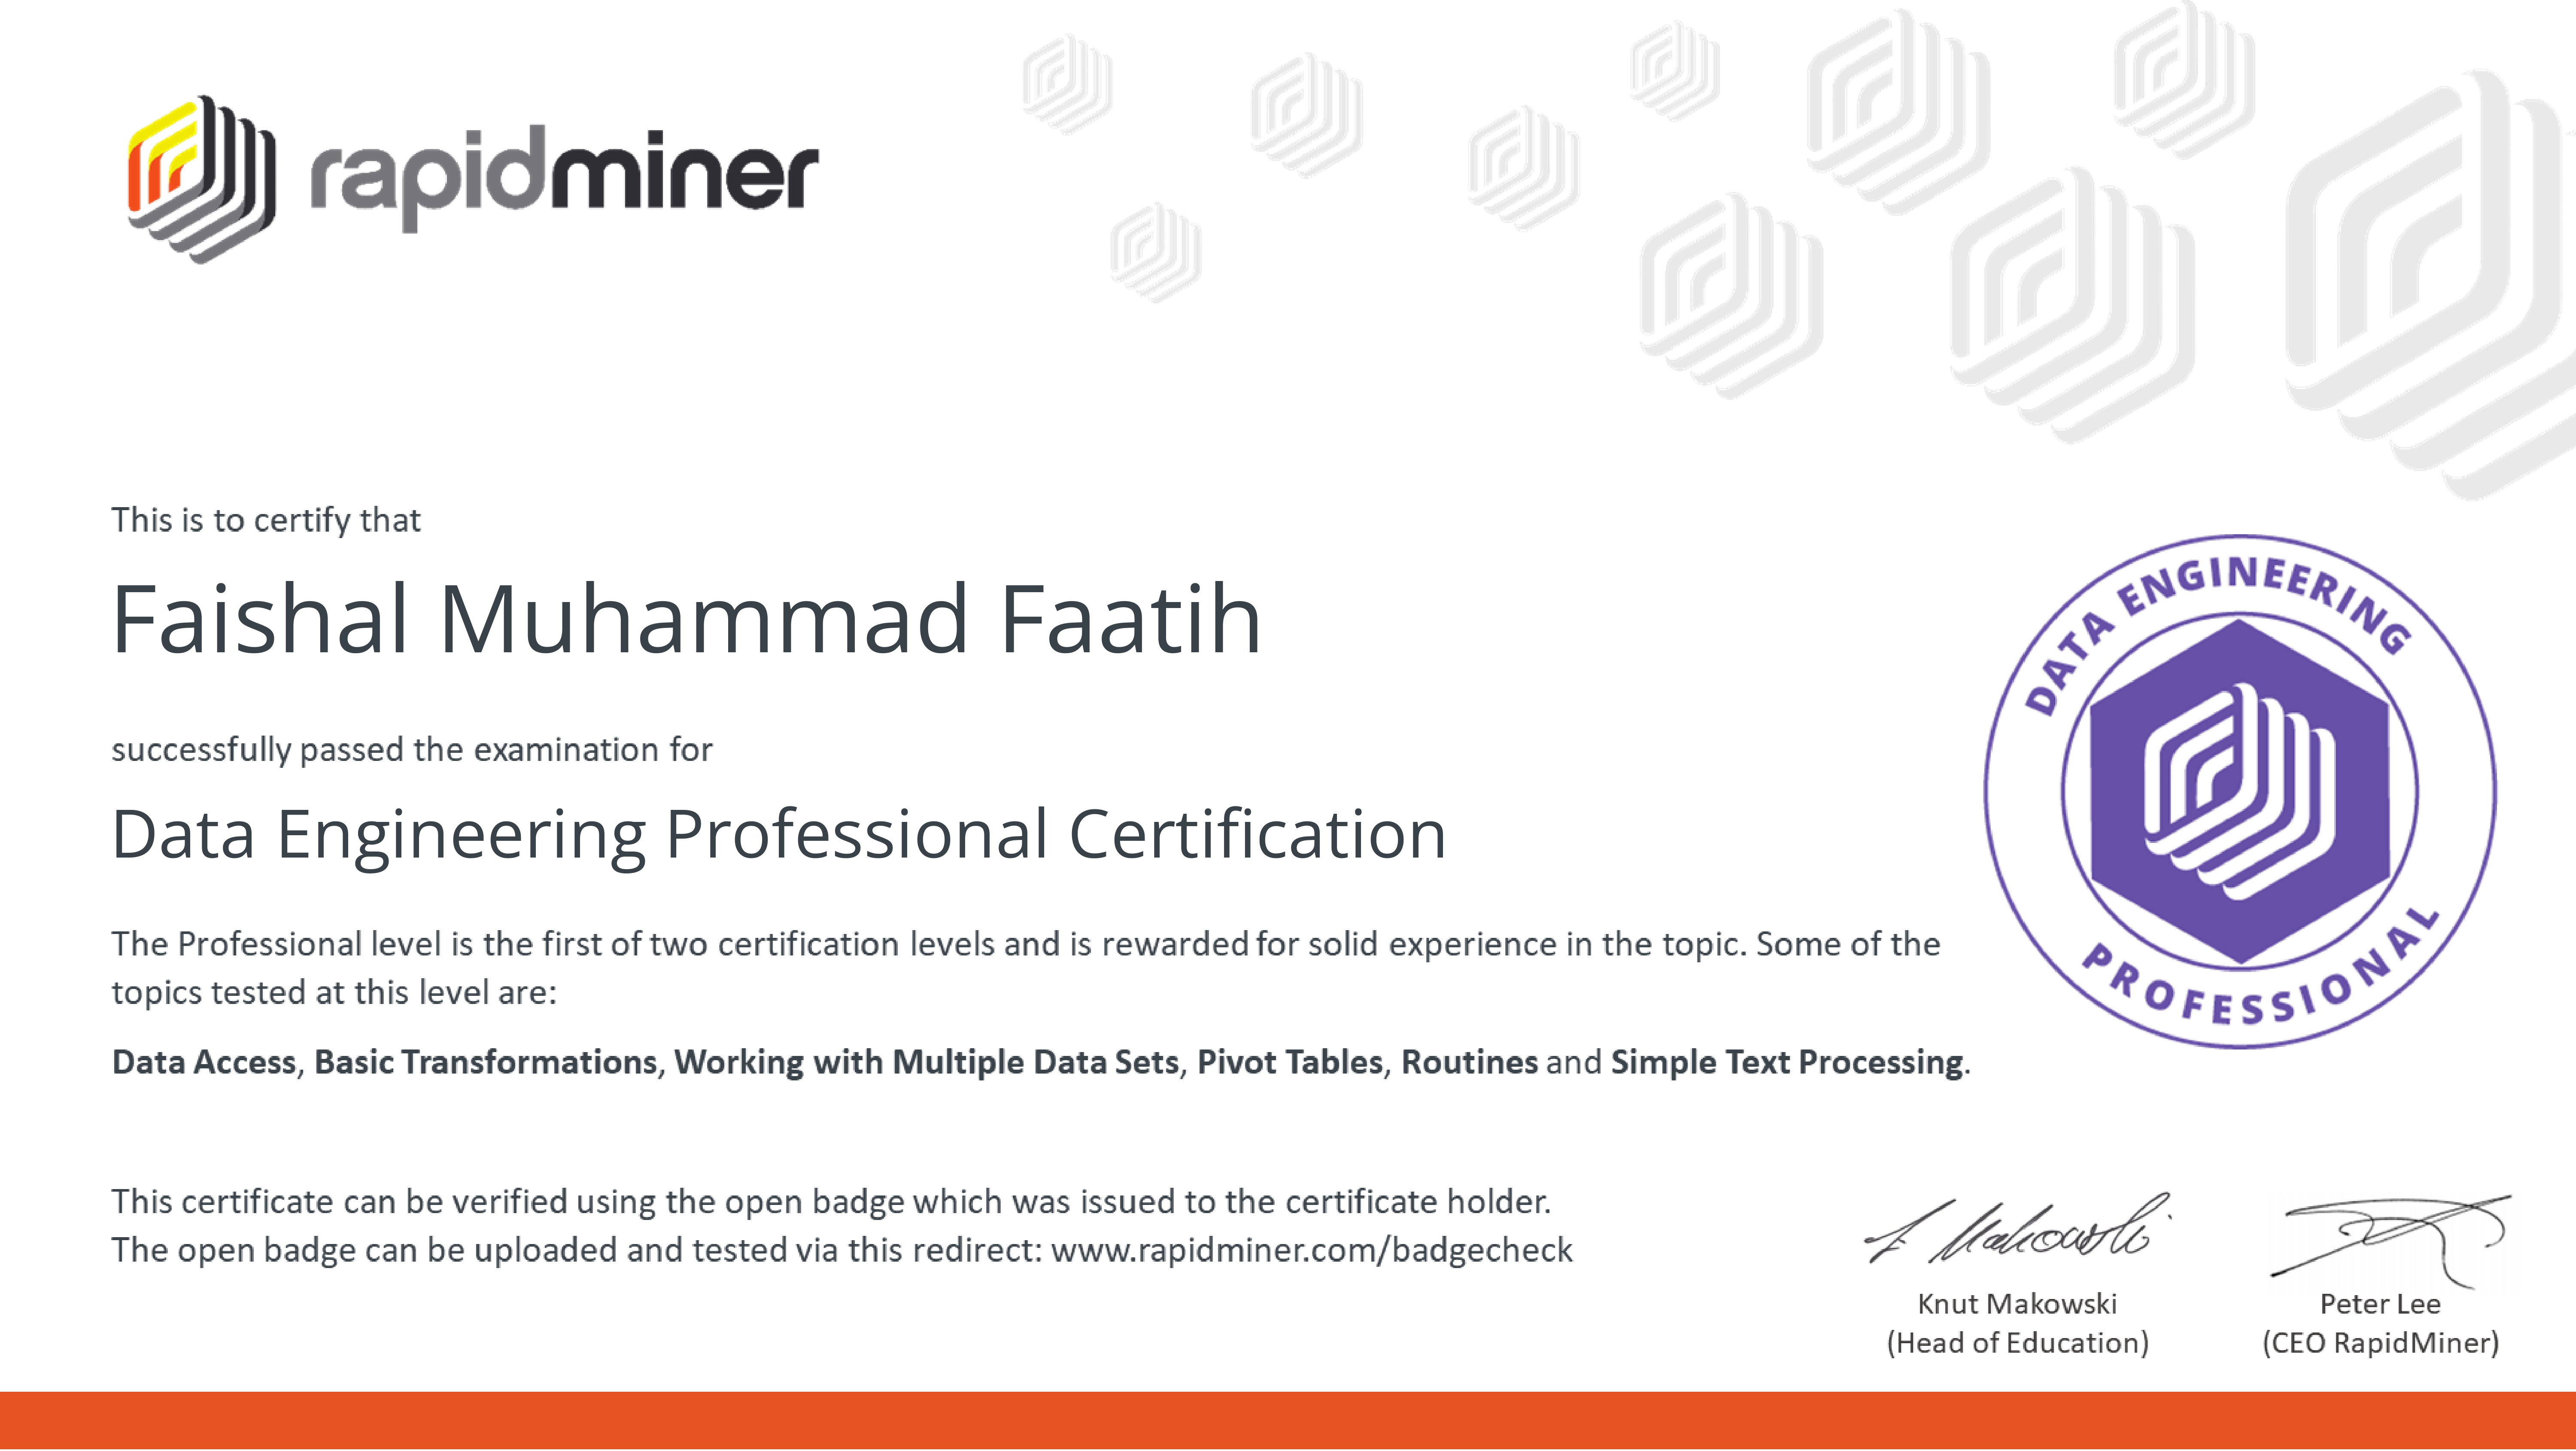 rapidminer
This is to certify that
Faishal Muhammad Faatih
successfully passed the examination for
Data Engineering Professional Certification
The Professional level is the first of two certification levels and is rewarded for solid experience in the topic. Some of the
topics tested at this level are:
Data Access, Basic Transformations, Working with Multiple Data Sets, Pivot Tables, Routines and Simple Text Processing.
DATA ENGINEERING
PROFESSIONAL
This certificate can be verified using the open badge which was issued to the certificate holder.
The open badge can be uploaded and tested via this redirect: www.rapidminer.com/badgecheck
Knut Makowski
(Head of Education)
Peter Lee
(CEO RapidMiner)